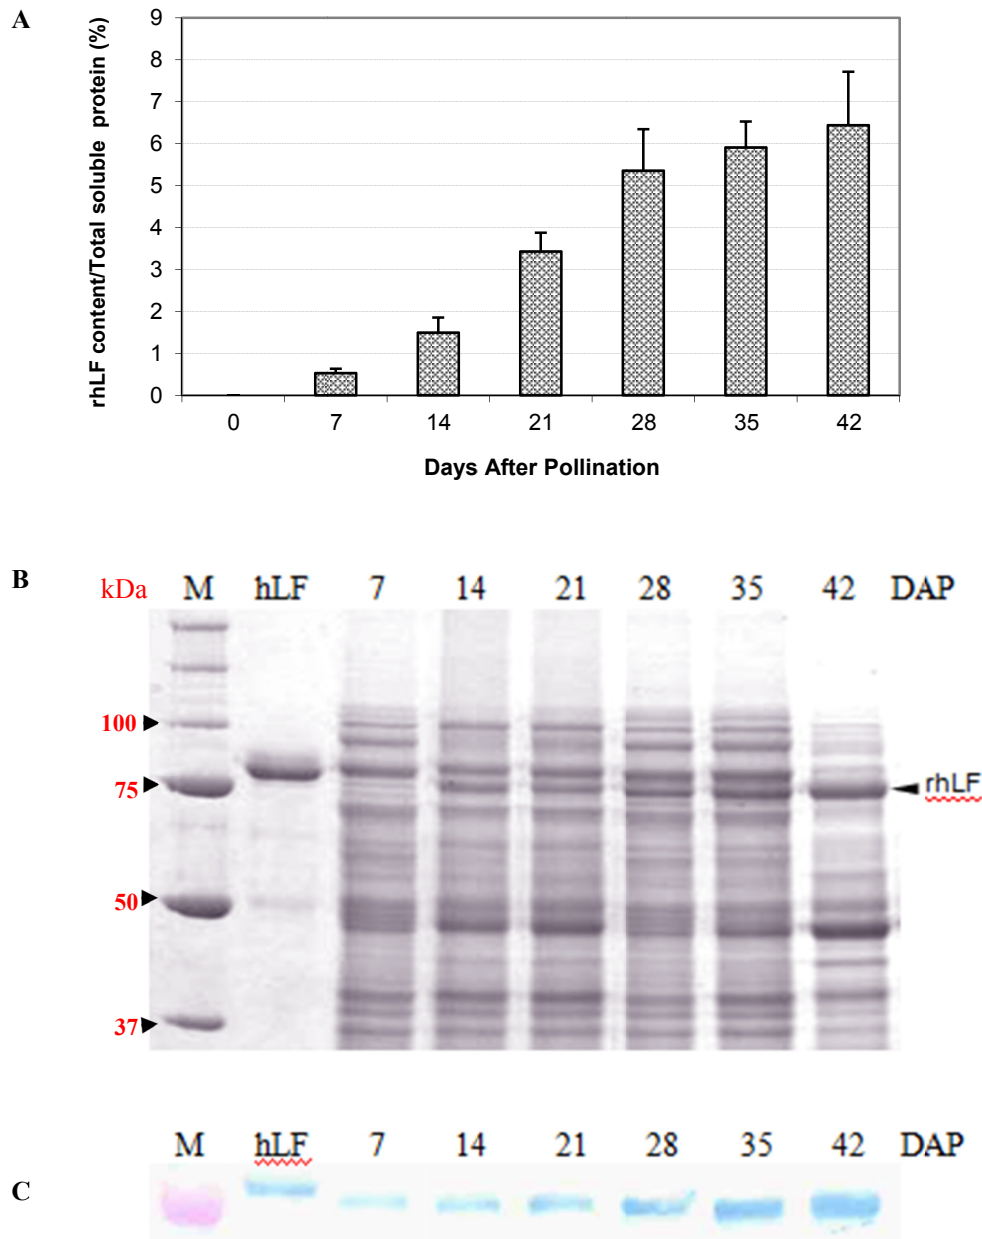 A
rhLF content/Total soluble protein (%)
9
8
7
6
5
4
3
2
1
0
0 7 14 21 28 35 42
Days After Pollination
B
kDa M hLF 7 14 21 28 35 42 DAP
100
75
rhLF
50
37
M hLF 7 14 21 28 35 42 DAP
C